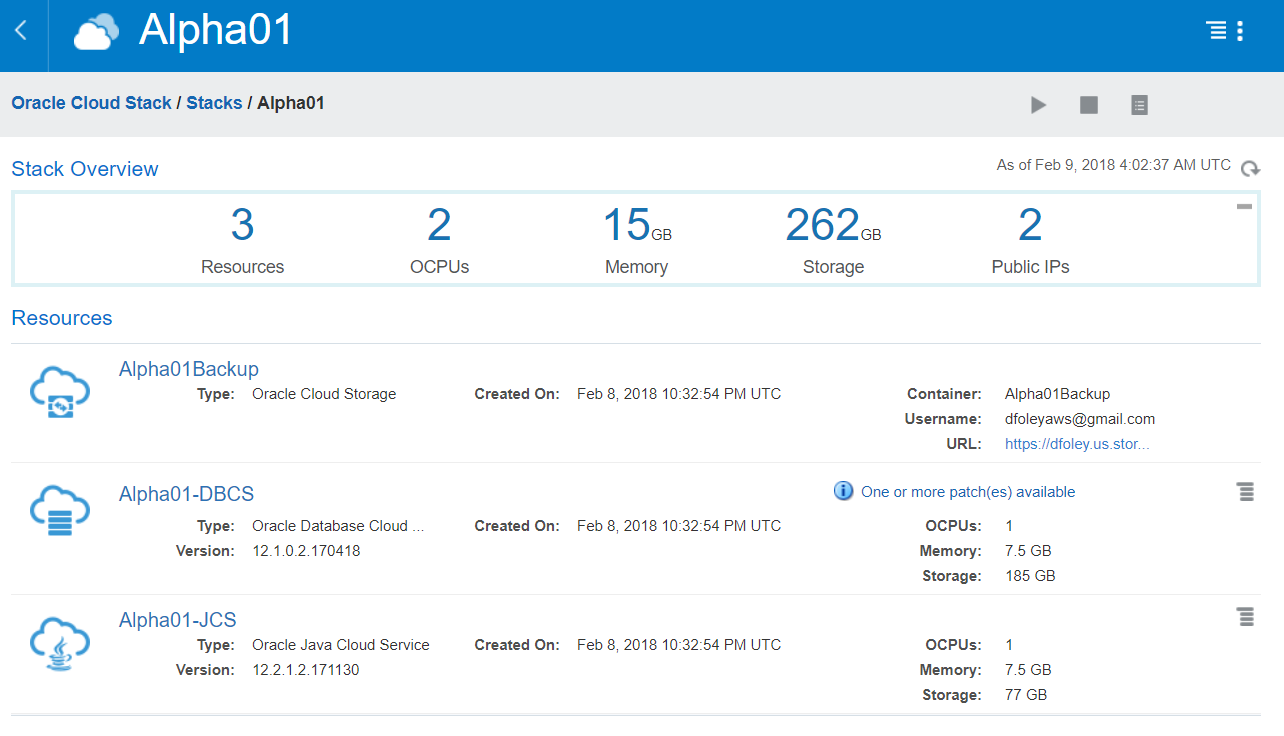 Alpha01
Oracle Cloud Stack / Stacks / Alpha01
Stack Overview
As of Feb 9, 2018 4:02:37 AM UTC
3 2 15GB 262GB 2
Resources OCPUs Memory Storage Public IPs
Resources
Alpha01Backup
Type: Oracle Cloud Storage Created On: Feb 8, 2018 10:32:54 PM UTC Container: Alpha01Backup
Username: dfoleyaws@gmail.com
URL: https://dfoley.us.stor...
Alpha01-DBCS One or more patch(es) available
Type: Oracle Database Cloud ... Created On: Feb 8, 2018 10:32:54 PM UTC OCPUs: 1
Version: 12.1.0.2.170418 Memory: 7.5 GB
Storage: 185 GB
Alpha01-JCS
Type: Oracle Java Cloud Service Created On: Feb 8, 2018 10:32:54 PM UTC OCPUs: 1
Version: 12.2.1.2.171130 Memory: 7.5 GB
Storage: 77 GB